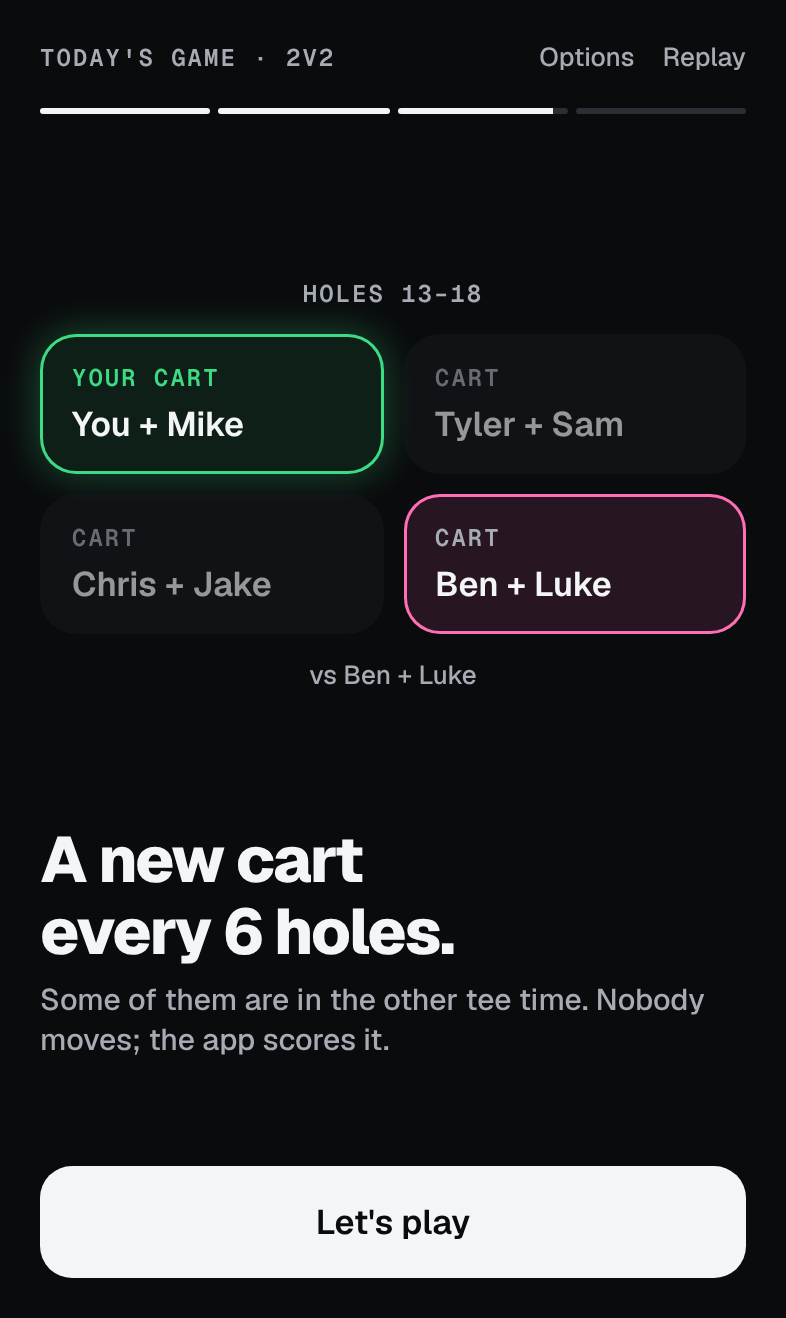 TODAY'S GAME · 2V2
Options
Replay
HOLES 13–18
YOUR CART
You + Mike
CART
Tyler + Sam
CART
Chris + Jake
CART
Ben + Luke
vs Ben + Luke
A new cart
every 6 holes.
Some of them are in the other tee time. Nobody
moves; the app scores it.
Let's play